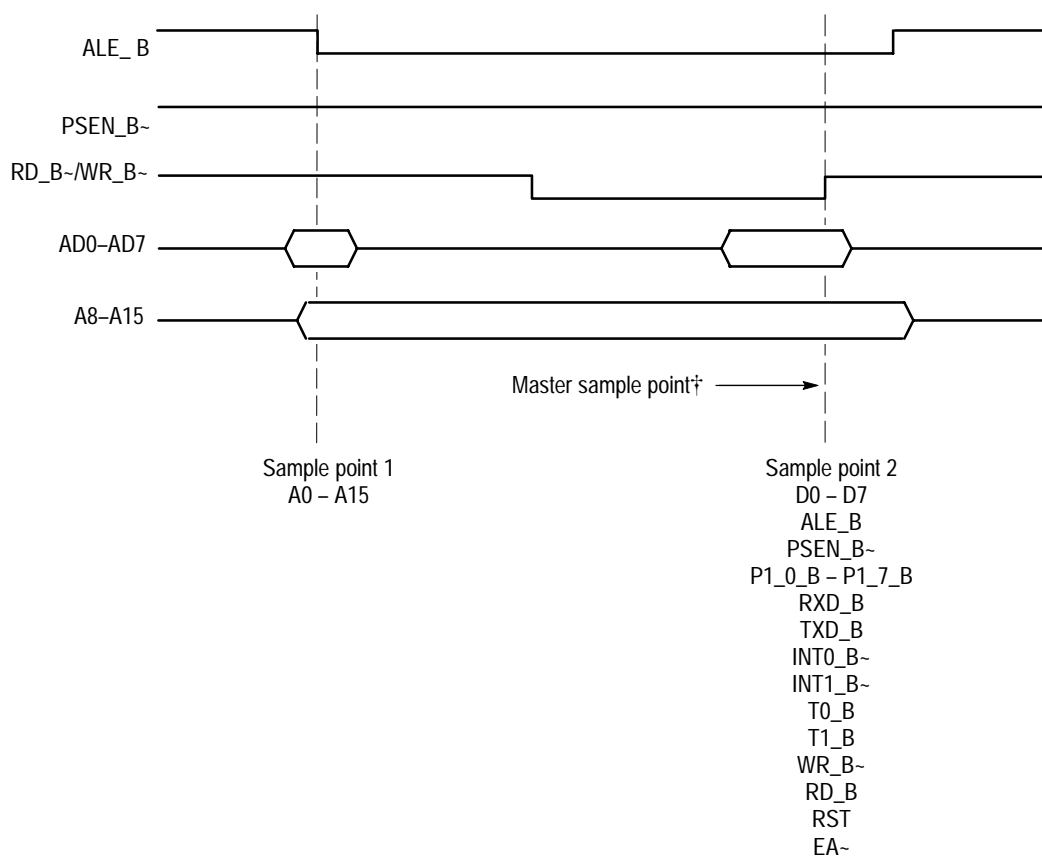 ALE_ B
PSEN_B~
RD_B~/WR_B~
AD0–AD7
A8–A15
Master sample point†
Sample point 1
A0 – A15
Sample point 2
D0 – D7
ALE_B
PSEN_B~
P1_0_B – P1_7_B
RXD_B
TXD_B
INT0_B~
INT1_B~
T0_B
T1_B
WR_B~
RD_B
RST
EA~